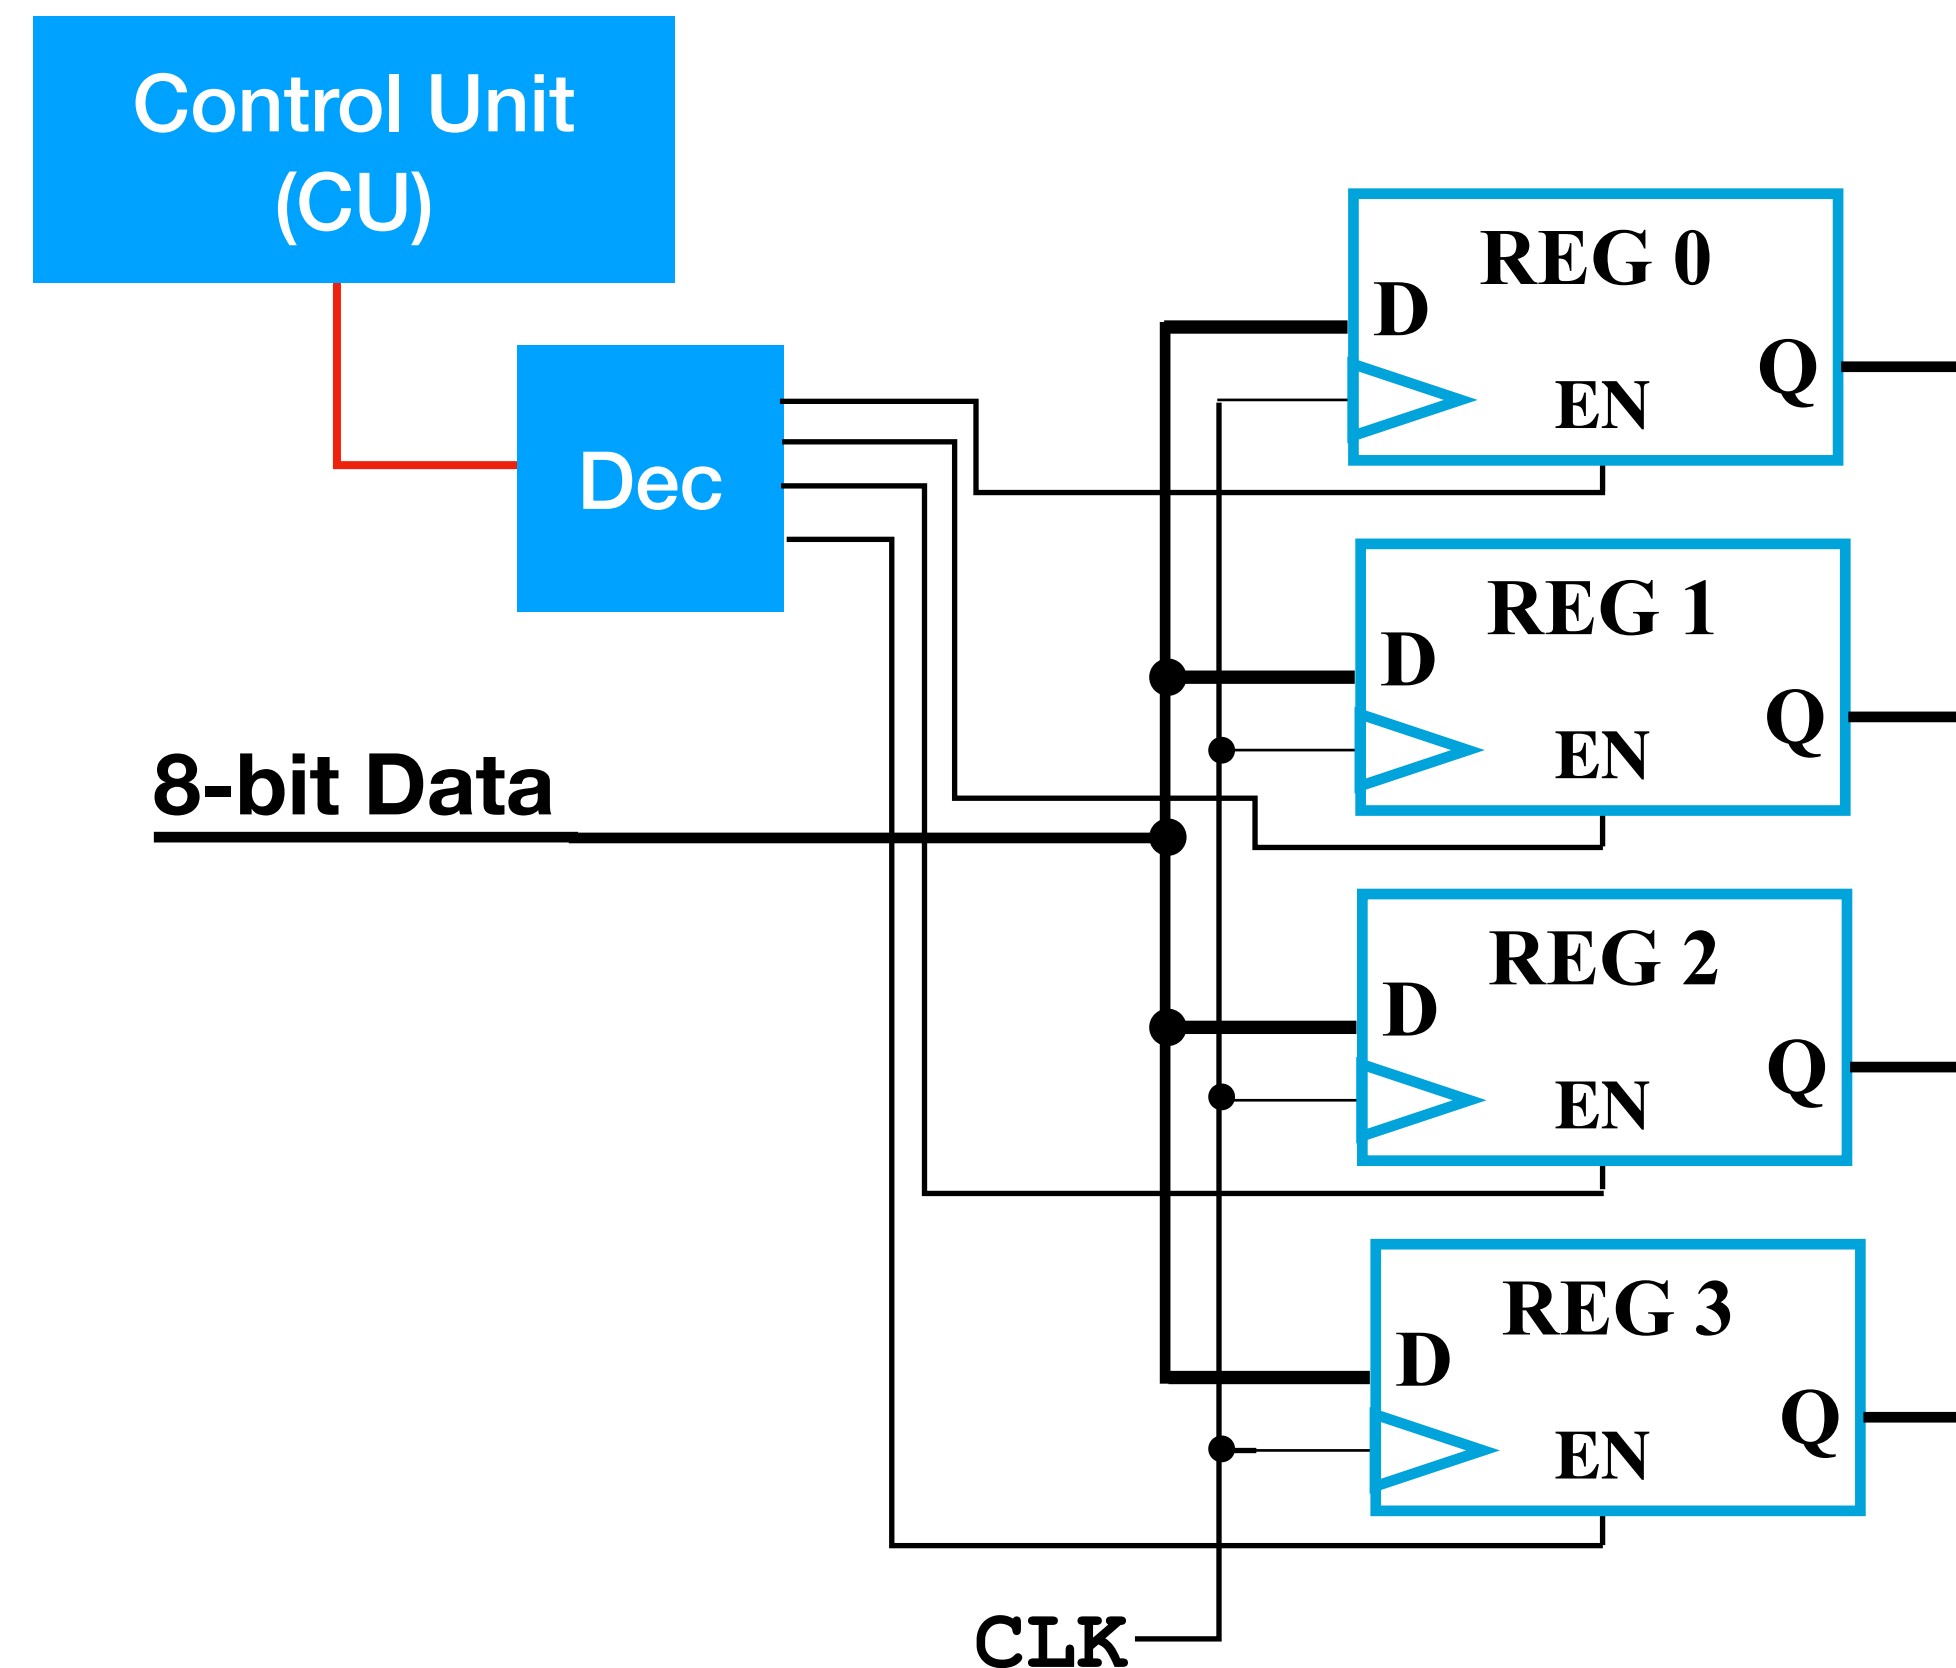 Control Unit
(CU)
Dec
8-bit Data
REG 0
D
EN
Q
REG 1
D
EN
Q
REG 2
D
EN
Q
REG 3
D
EN
Q
CLK